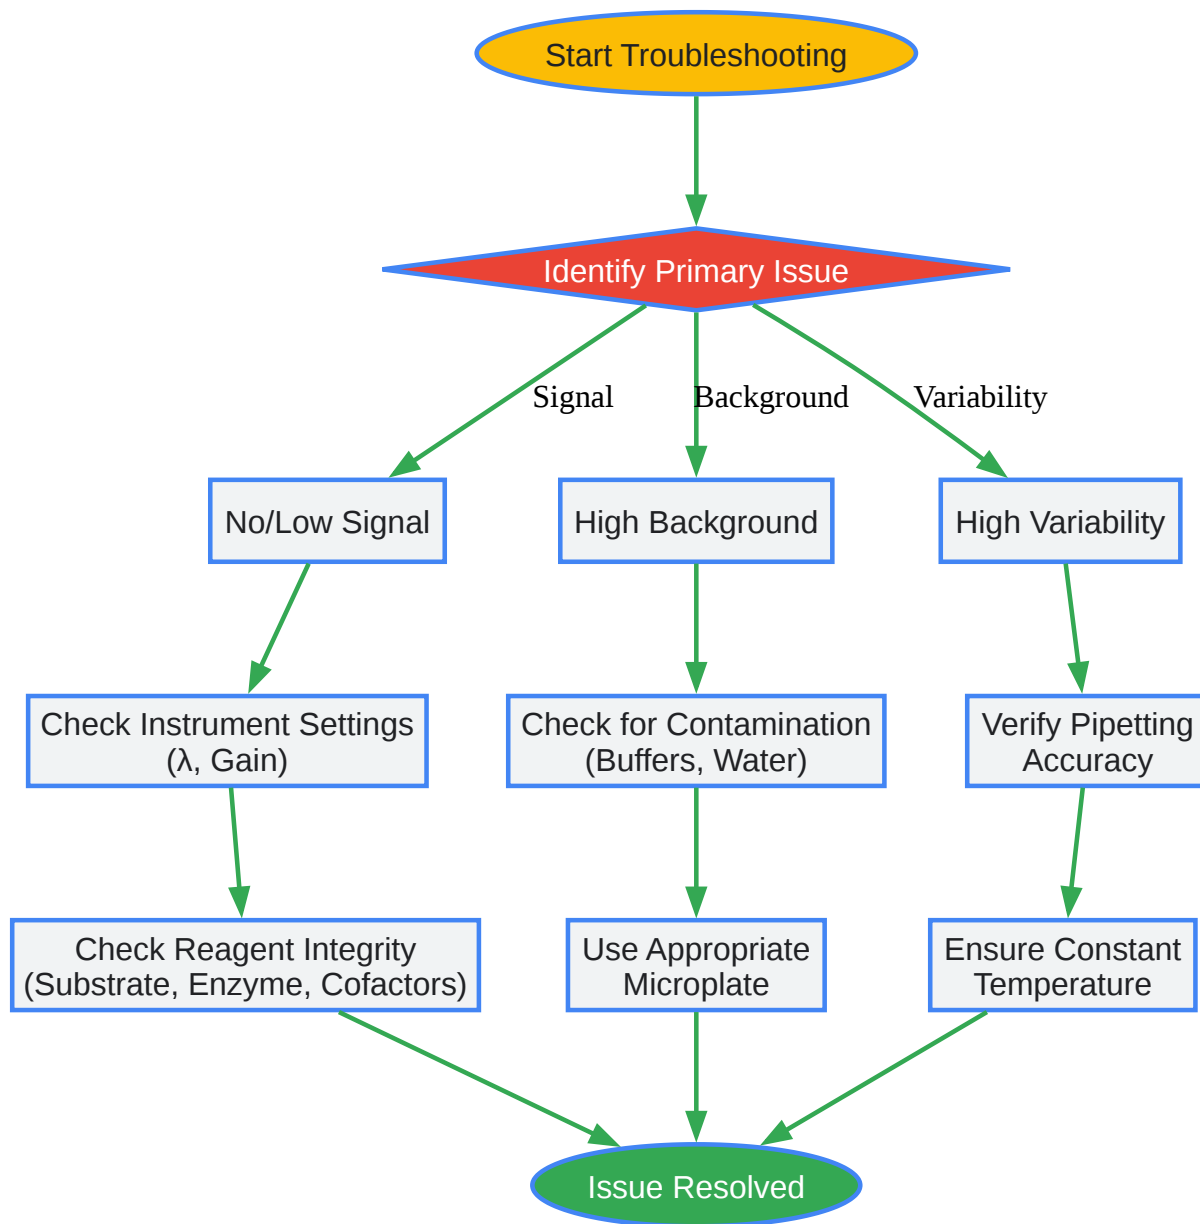 Start Troubleshooting
Identify Primary Issue
Signal
Background
Variability
No/Low Signal
High Background
High Variability
Check Instrument Settings
(λ, Gain)
Check for Contamination
(Buffers, Water)
Verify Pipetting
Accuracy
Check Reagent Integrity
(Substrate, Enzyme, Cofactors)
Use Appropriate
Microplate
Ensure Constant
Temperature
Issue Resolved